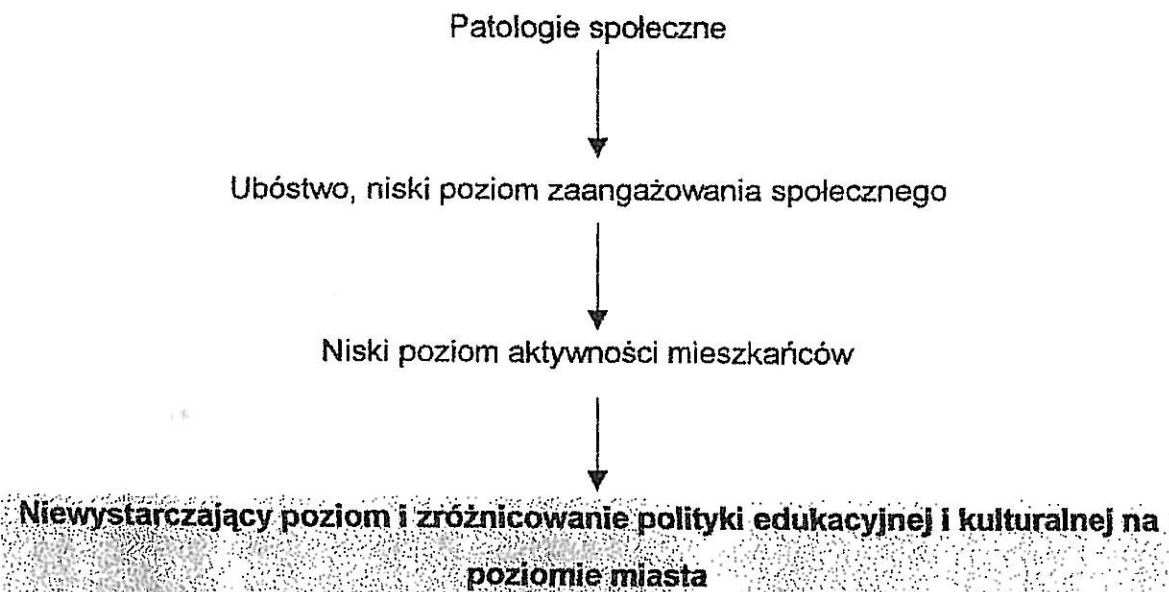 Patologie społeczne
Ubóstwo, niski poziom zaangażowania społecznego
Niski poziom aktywności mieszkańców
Niewystarczający poziom i zróżnicowanie polityki edukacyjnej i kulturalnej na
poziomie miasta